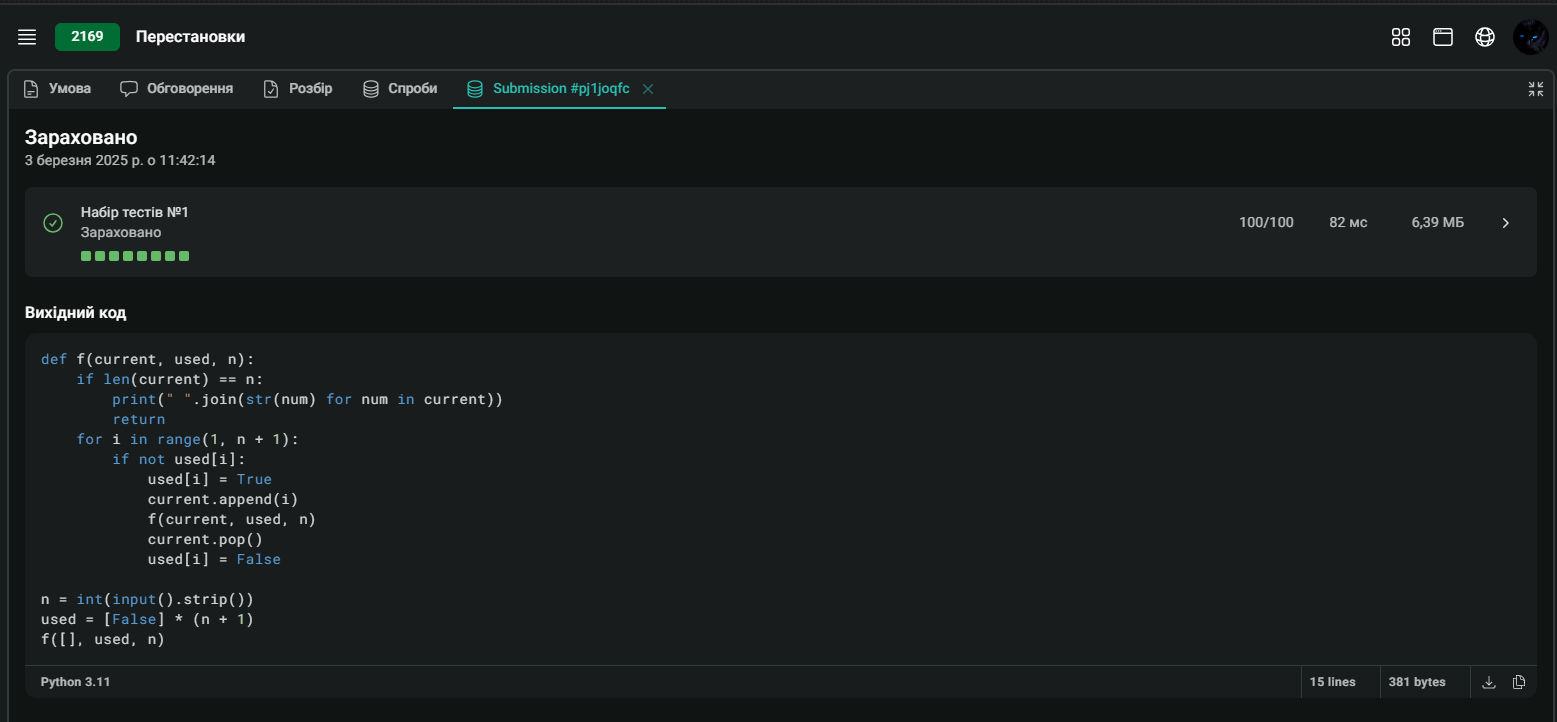 2169 Перестановки
Умова Обговорення Розбір Спроби Submission #pj1joqfc
Зараховано
3 березня 2025 р. о 11:42:14
Набір тестів №1
Зараховано
100/100 82 мс 6,39 МБ
Вихідний код
def f(current, used, n):
    if len(current) == n:
        print(" ".join(str(num) for num in current))
        return
    for i in range(1, n + 1):
        if not used[i]:
            used[i] = True
            current.append(i)
            f(current, used, n)
            current.pop()
            used[i] = False
n = int(input().strip())
used = [False] * (n + 1)
f([], used, n)
Python 3.11 15 lines 381 bytes